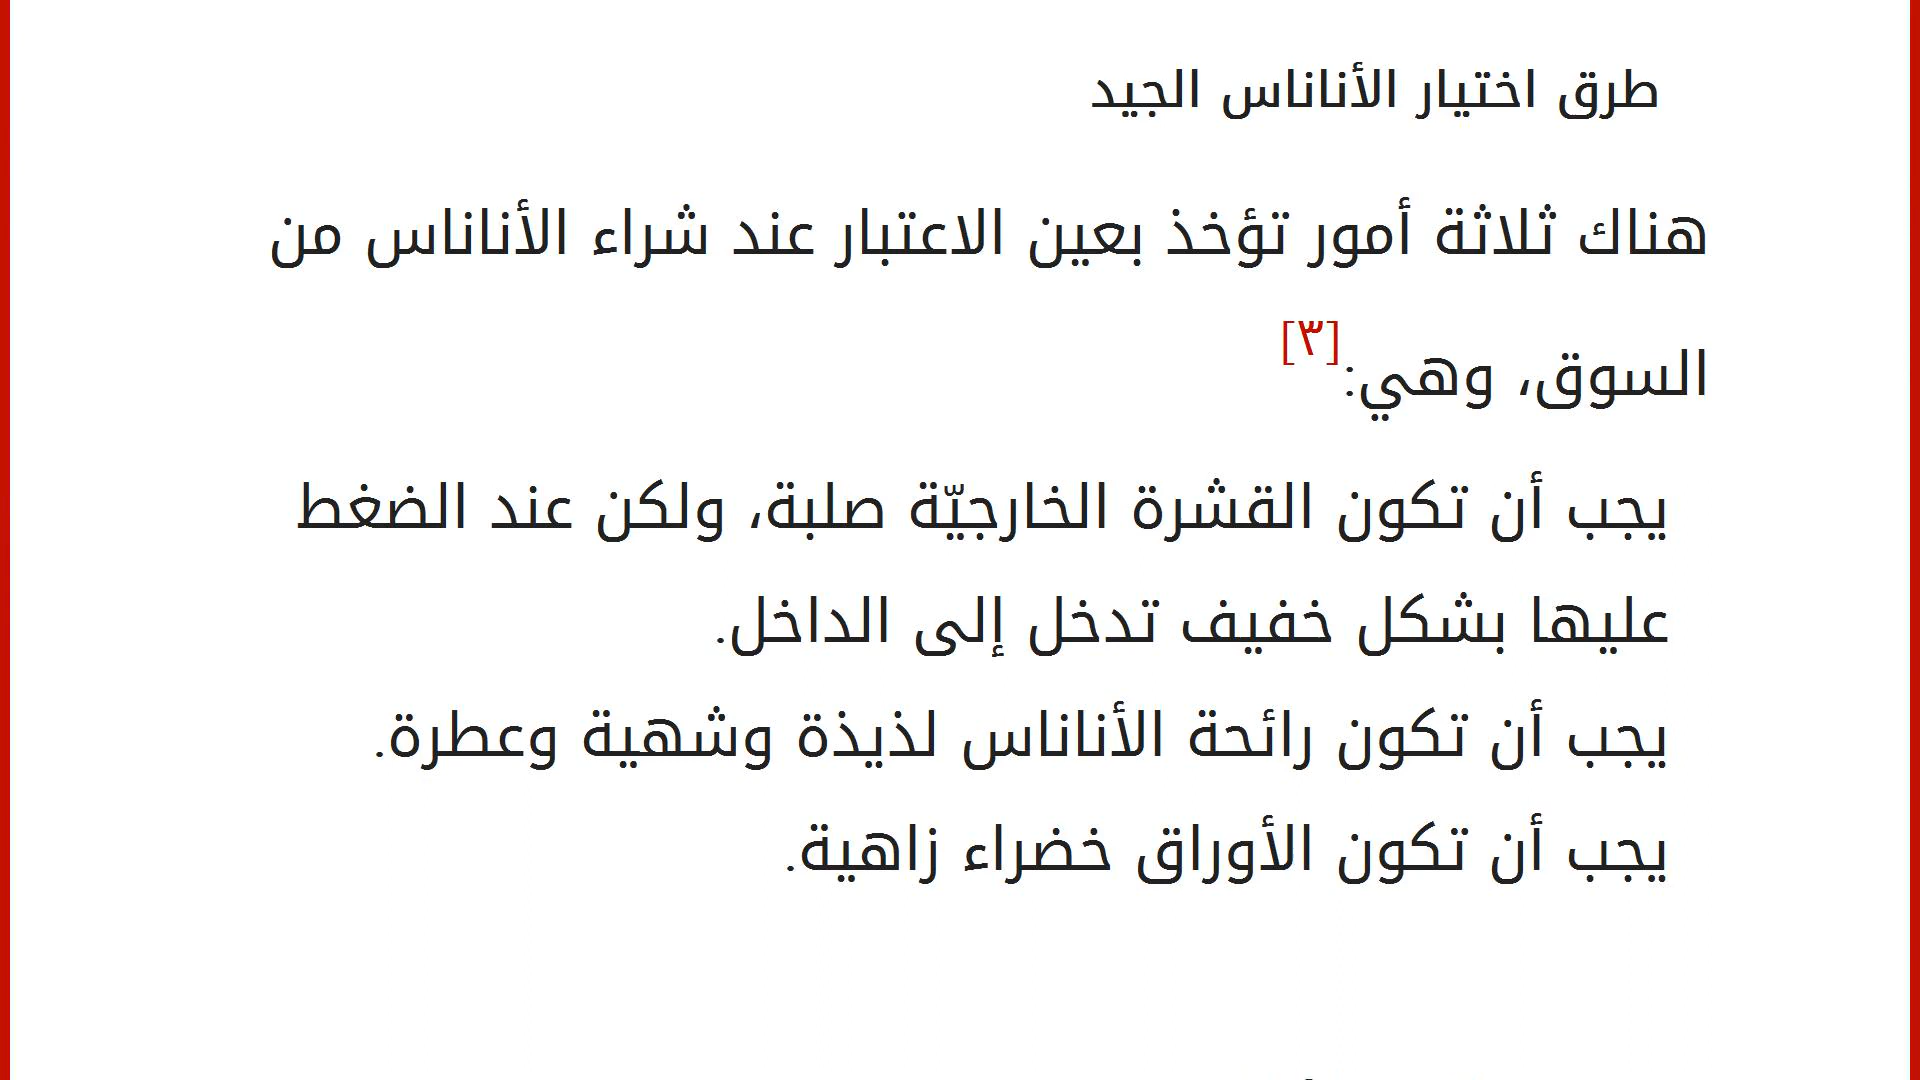 طرق اختيار الأناناس الجيد
هناك ثلاثة أمور تؤخذ بعين الاعتبار عند شراء الأناناس من
السوق، وهي:[٣]
يجب أن تكون القشرة الخارجيّة صلبة، ولكن عند الضغط
عليها بشكل خفيف تدخل إلى الداخل.
يجب أن تكون رائحة الأناناس لذيذة وشهية وعطرة.
يجب أن تكون الأوراق خضراء زاهية.